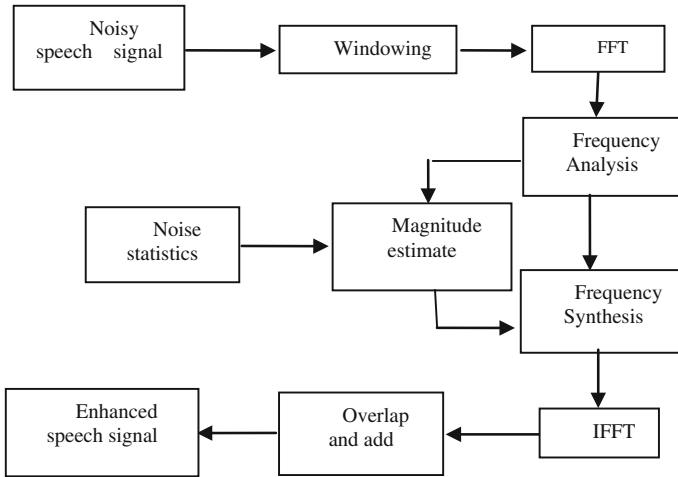 Noisy
speech signal
Windowing
FFT
Frequency
Analysis
Noise
statistics
Magnitude
estimate
Frequency
Synthesis
Enhanced
speech signal
Overlap
and add
IFFT